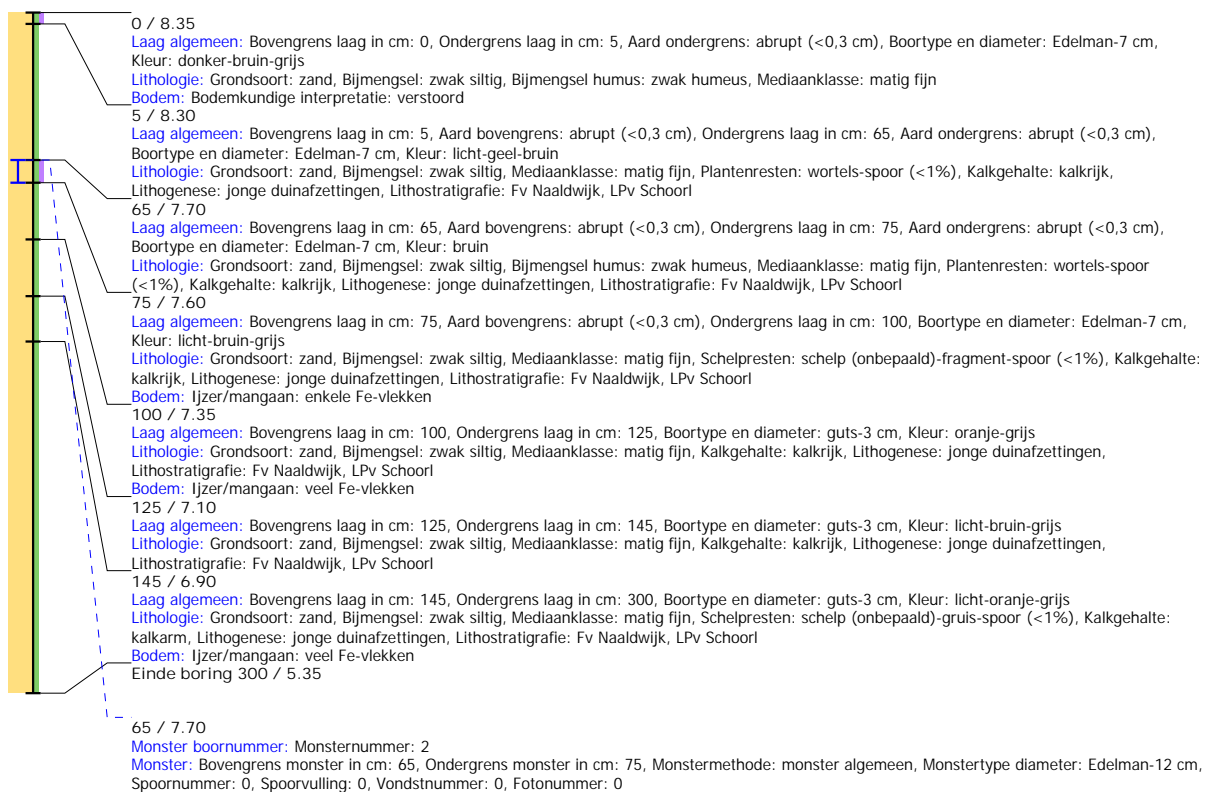 0 / 8.35
Laag algemeen: Bovengrens laag in cm: 0, Ondergrens laag in cm: 5, Aard ondergrens: abrupt (<0,3 cm), Boortype en diameter: Edelman-7 cm,
Kleur: donker-bruin-grijs
Lithologie: Grondsoort: zand, Bijmengsel: zwak siltig, Bijmengsel humus: zwak humeus, Mediaanklasse: matig fijn
Bodem: Bodemkundige interpretatie: verstoord
5 / 8.30
Laag algemeen: Bovengrens laag in cm: 5, Aard bovengrens: abrupt (<0,3 cm), Ondergrens laag in cm: 65, Aard ondergrens: abrupt (<0,3 cm),
Boortype en diameter: Edelman-7 cm, Kleur: licht-geel-bruin
Lithologie: Grondsoort: zand, Bijmengsel: zwak siltig, Mediaanklasse: matig fijn, Plantenresten: wortels-spoor (<1%), Kalkgehalte: kalkrijk,
Lithogenese: jonge duinafzettingen, Lithostratigrafie: Fv Naaldwijk, LPv Schoorl
65 / 7.70
Laag algemeen: Bovengrens laag in cm: 65, Aard bovengrens: abrupt (<0,3 cm), Ondergrens laag in cm: 75, Aard ondergrens: abrupt (<0,3 cm),
Boortype en diameter: Edelman-7 cm, Kleur: bruin
Lithologie: Grondsoort: zand, Bijmengsel: zwak siltig, Bijmengsel humus: zwak humeus, Mediaanklasse: matig fijn, Plantenresten: wortels-spoor
(<1%), Kalkgehalte: kalkrijk, Lithogenese: jonge duinafzettingen, Lithostratigrafie: Fv Naaldwijk, LPv Schoorl
75 / 7.60
Laag algemeen: Bovengrens laag in cm: 75, Aard bovengrens: abrupt (<0,3 cm), Ondergrens laag in cm: 100, Boortype en diameter: Edelman-7 cm,
Kleur: licht-bruin-grijs
Lithologie: Grondsoort: zand, Bijmengsel: zwak siltig, Mediaanklasse: matig fijn, Schelpresten: schelp (onbepaald)-fragment-spoor (<1%), Kalkgehalte:
kalkrijk, Lithogenese: jonge duinafzettingen, Lithostratigrafie: Fv Naaldwijk, LPv Schoorl
Bodem: Ijzer/mangaan: enkele Fe-vlekken
100 / 7.35
Laag algemeen: Bovengrens laag in cm: 100, Ondergrens laag in cm: 125, Boortype en diameter: guts-3 cm, Kleur: oranje-grijs
Lithologie: Grondsoort: zand, Bijmengsel: zwak siltig, Mediaanklasse: matig fijn, Kalkgehalte: kalkrijk, Lithogenese: jonge duinafzettingen,
Lithostratigrafie: Fv Naaldwijk, LPv Schoorl
Bodem: Ijzer/mangaan: veel Fe-vlekken
125 / 7.10
Laag algemeen: Bovengrens laag in cm: 125, Ondergrens laag in cm: 145, Boortype en diameter: guts-3 cm, Kleur: licht-bruin-grijs
Lithologie: Grondsoort: zand, Bijmengsel: zwak siltig, Mediaanklasse: matig fijn, Kalkgehalte: kalkrijk, Lithogenese: jonge duinafzettingen,
Lithostratigrafie: Fv Naaldwijk, LPv Schoorl
145 / 6.90
Laag algemeen: Bovengrens laag in cm: 145, Ondergrens laag in cm: 300, Boortype en diameter: guts-3 cm, Kleur: licht-oranje-grijs
Lithologie: Grondsoort: zand, Bijmengsel: zwak siltig, Mediaanklasse: matig fijn, Schelpresten: schelp (onbepaald)-gruis-spoor (<1%), Kalkgehalte:
kalkarm, Lithogenese: jonge duinafzettingen, Lithostratigrafie: Fv Naaldwijk, LPv Schoorl
Bodem: Ijzer/mangaan: veel Fe-vlekken
Einde boring 300 / 5.35
65 / 7.70
Monster boornummer: Monsternummer: 2
Monster: Bovengrens monster in cm: 65, Ondergrens monster in cm: 75, Monstermethode: monster algemeen, Monstertype diameter: Edelman-12 cm,
Spoornummer: 0, Spoorvulling: 0, Vondstnummer: 0, Fotonummer: 0